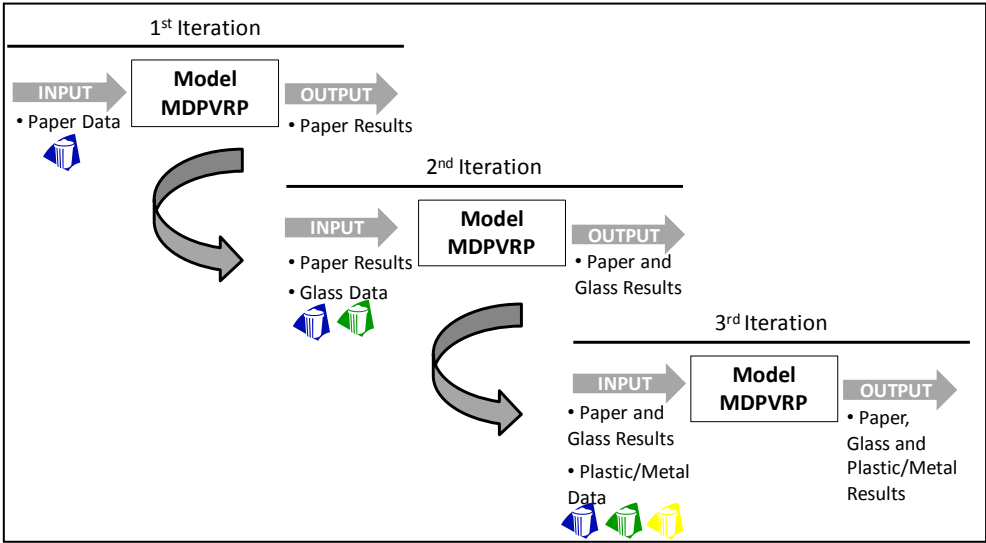 1st Iteration
INPUT
Model
MDPVRP
OUTPUT
• Paper Data
• Paper Results
2nd Iteration
INPUT
Model
MDPVRP
OUTPUT
• Paper Results
• Glass Data
• Paper and
Glass Results
3rd Iteration
INPUT
Model
MDPVRP
OUTPUT
• Paper and
Glass Results
• Plastic/Metal
Data
• Paper,
Glass and
Plastic/Metal
Results